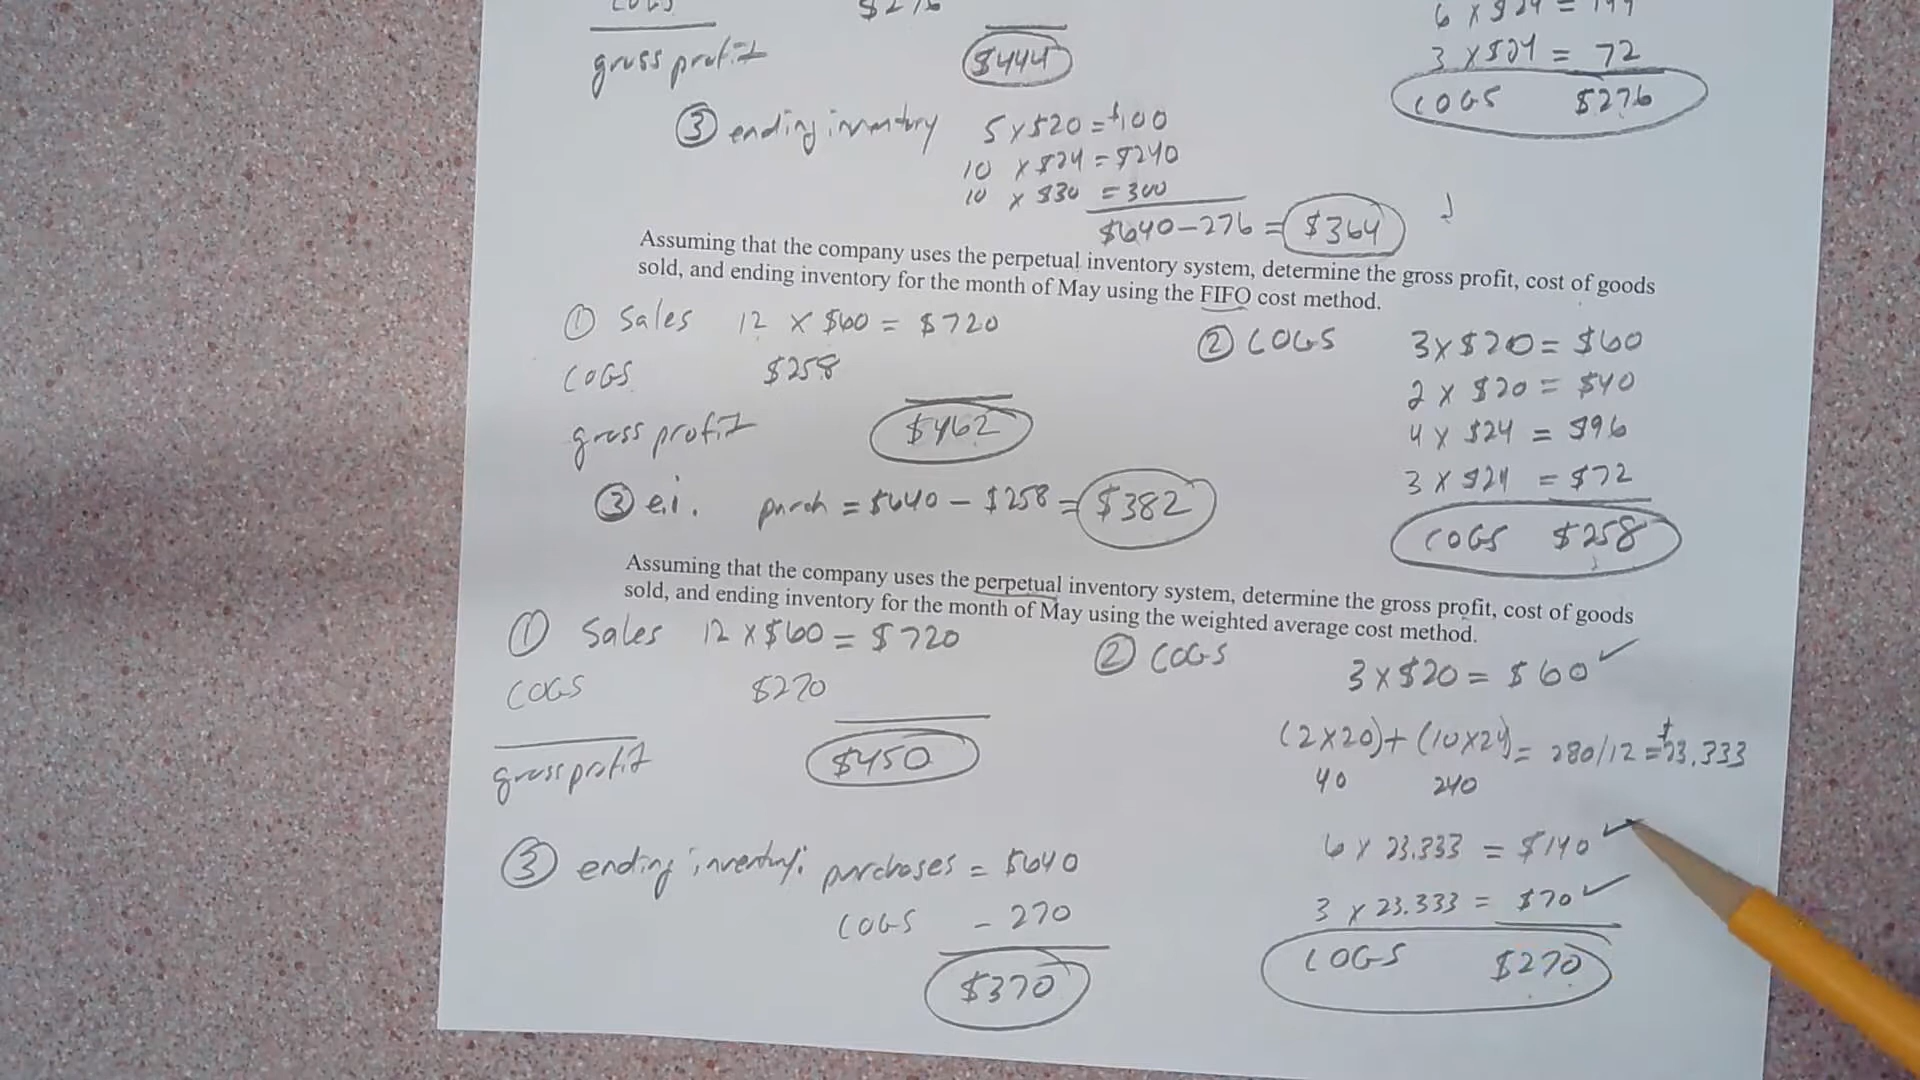 COGS $276
6 x $24 = 144
gross profit $444
3 x $24 = 72
COGS $276
③ ending inventory 5 x $20 = $100
10 x $24 = $240
10 x $30 = 300
$640 - 276 = $364
Assuming that the company uses the perpetual inventory system, determine the gross profit, cost of goods
sold, and ending inventory for the month of May using the FIFO cost method.
① Sales 12 x $60 = $720
COGS $258
gross profit $462
② COGS 3 x $20 = $60
2 x $20 = $40
4 x $24 = $96
3 x $24 = $72
COGS $258
③ e.i. purch = $640 - $258 = $382
Assuming that the company uses the perpetual inventory system, determine the gross profit, cost of goods
sold, and ending inventory for the month of May using the weighted average cost method.
① Sales 12 x $60 = $720
COGS $270
gross profit $450
② COGS 3 x $20 = $60 ✓
(2x20) + (10x24) = 280/12 = $23.333
40 240
6 x 23.333 = $140 ✓
3 x 23.333 = $70 ✓
COGS $270
③ ending inventory: purchases = $640
COGS - 270
$370